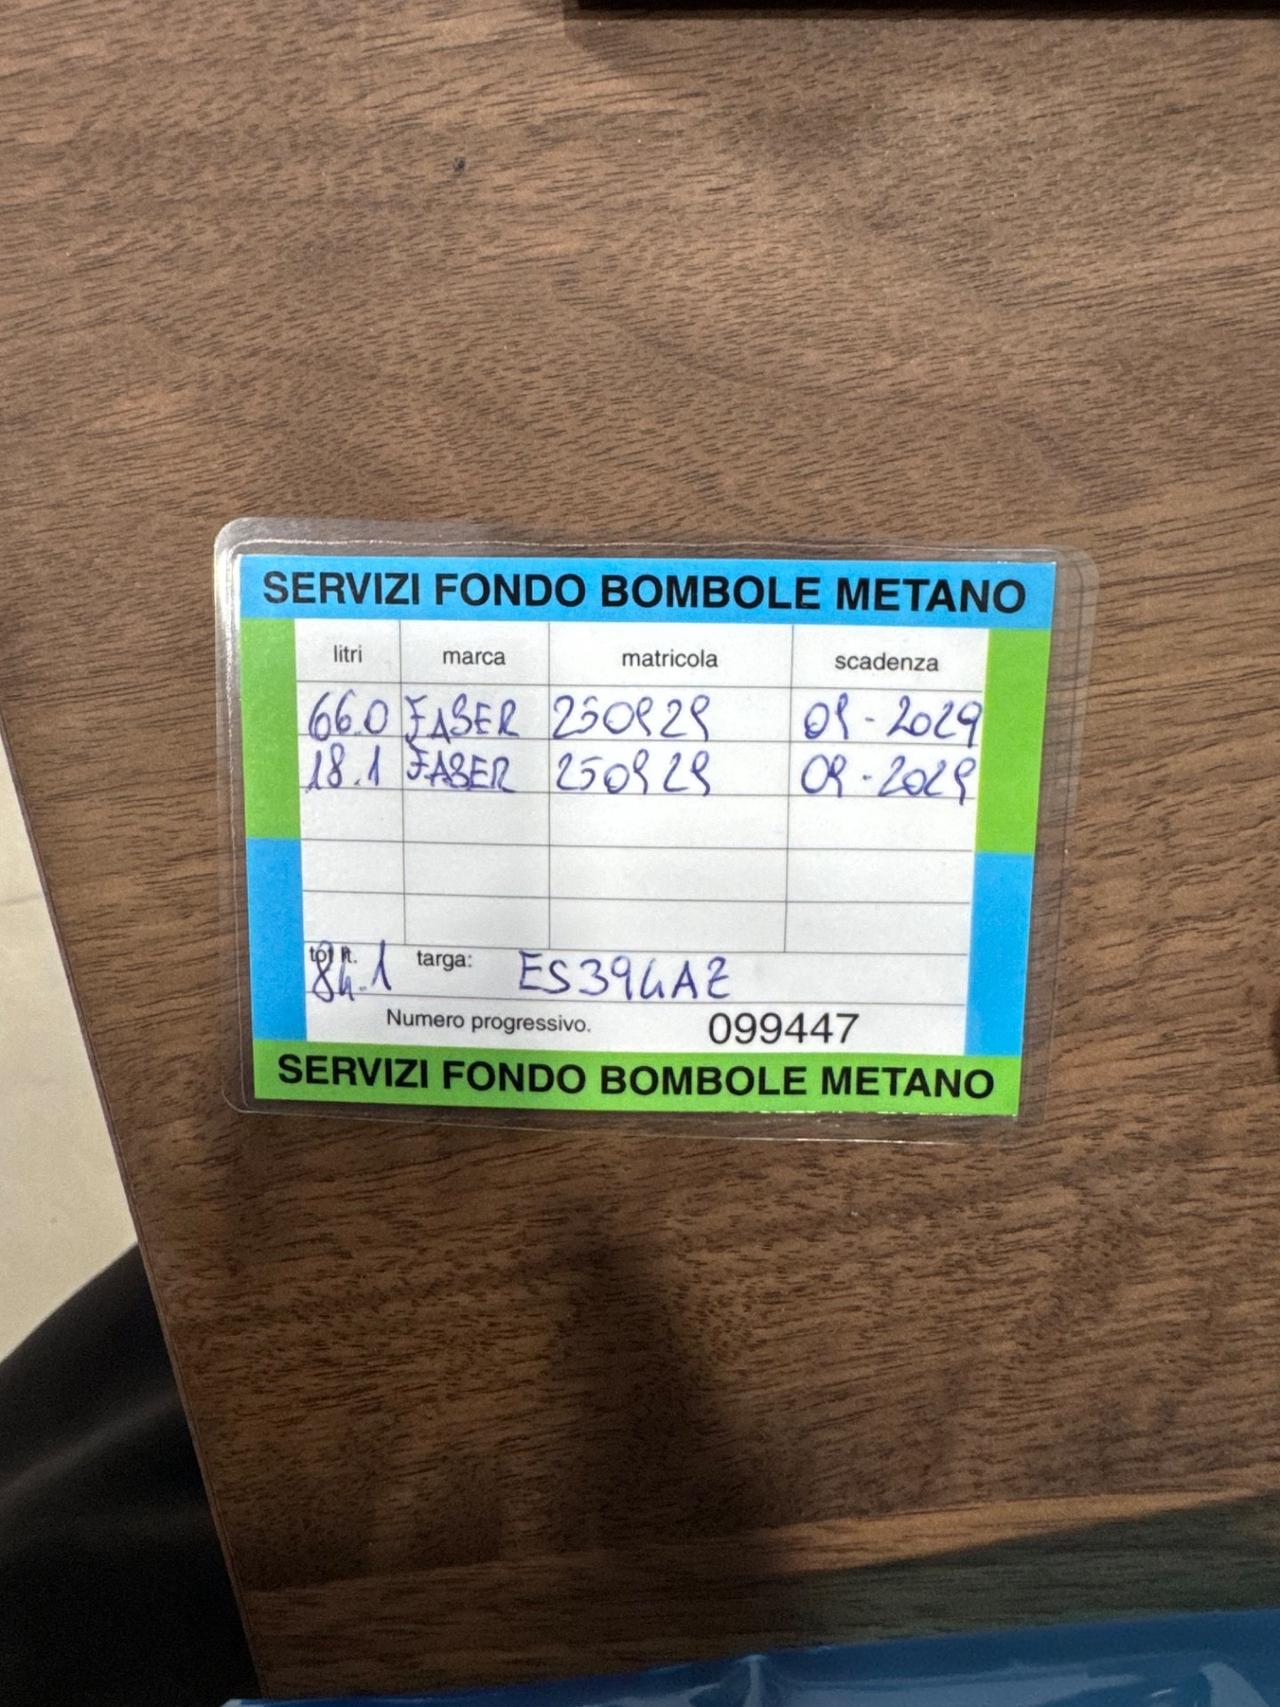 SERVIZI FONDO BOMBOLE METANO
litri marca matricola scadenza
66.0 FABER 250929 09-2029
18.1 FABER 250929 09-2029
tot lt. 84.1 targa: ES394AZ
Numero progressivo. 099447
SERVIZI FONDO BOMBOLE METANO